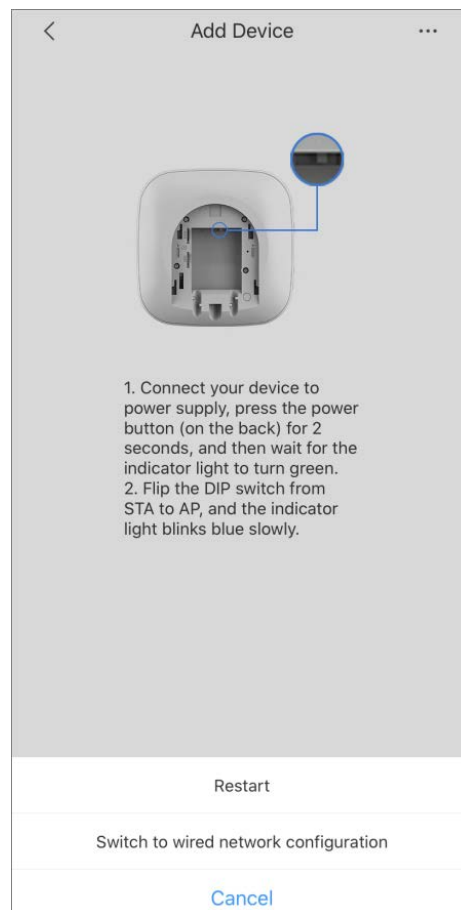 Add Device
1. Connect your device to
power supply, press the power
button (on the back) for 2
seconds, and then wait for the
indicator light to turn green.
2. Flip the DIP switch from
STA to AP, and the indicator
light blinks blue slowly.
Restart
Switch to wired network configuration
Cancel